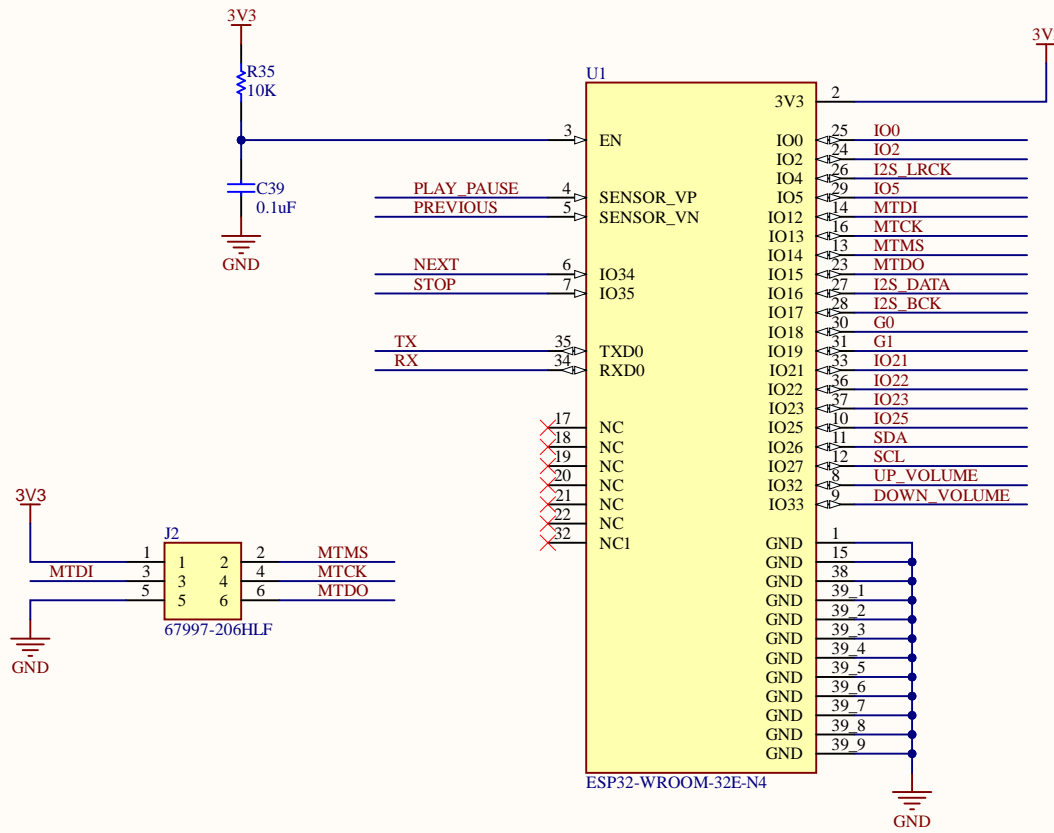 3V3
R35
10K
C39
0.1uF
GND
U1
3V3
2
3V3
3
EN
PLAY_PAUSE
4
SENSOR_VP
PREVIOUS
5
SENSOR_VN
NEXT
6
IO34
STOP
7
IO35
TX
35
TXD0
RX
34
RXD0
17
NC
18
NC
19
NC
20
NC
21
NC
22
NC
32
NC1
IO0
25
IO0
IO2
24
IO2
IO4
26
I2S_LRCK
IO5
29
IO5
IO12
14
MTDI
IO13
16
MTCK
IO14
13
MTMS
IO15
23
MTDO
IO16
27
I2S_DATA
IO17
28
I2S_BCK
IO18
30
G0
IO19
31
G1
IO21
33
IO21
IO22
36
IO22
IO23
37
IO23
IO25
10
IO25
IO26
11
SDA
IO27
12
SCL
IO32
8
UP_VOLUME
IO33
9
DOWN_VOLUME
GND
1
GND
15
GND
38
GND
39_1
GND
39_2
GND
39_3
GND
39_4
GND
39_5
GND
39_6
GND
39_7
GND
39_8
GND
39_9
ESP32-WROOM-32E-N4
GND
3V3
J2
1
1
2
2
MTMS
MTDI
3
3
4
4
MTCK
5
5
6
6
MTDO
67997-206HLF
GND